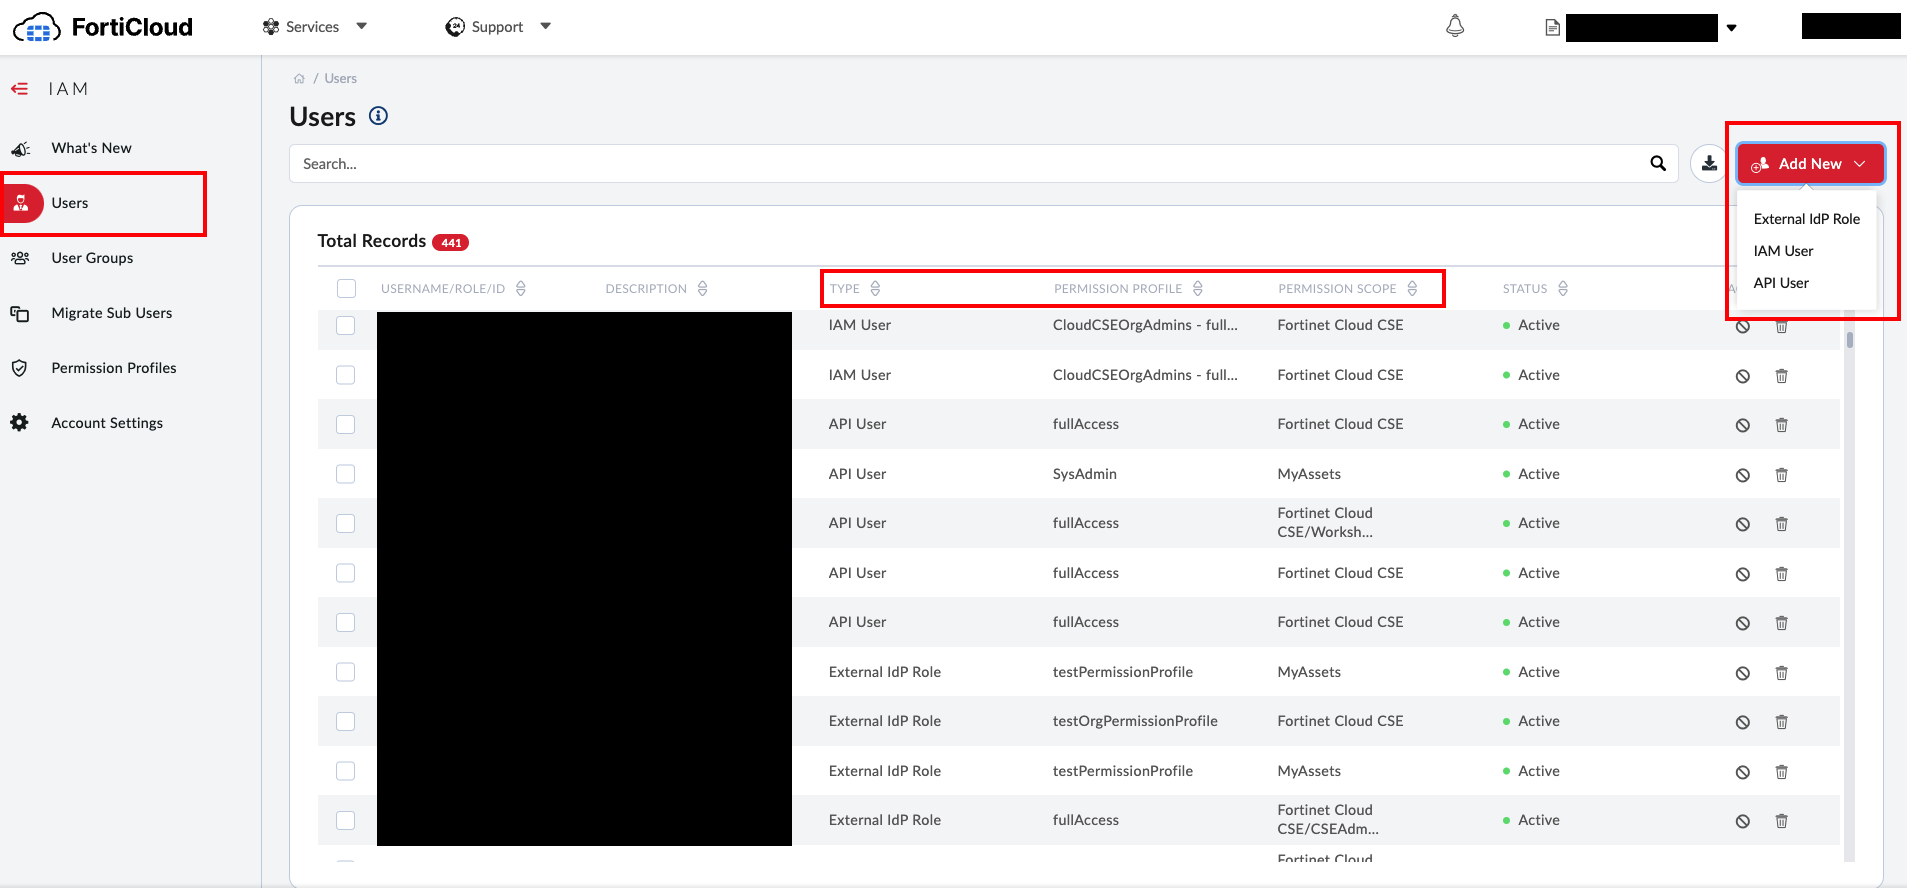 FortiCloud
Services
24
Support
IAM
What's New
Users
User Groups
Migrate Sub Users
Permission Profiles
Account Settings
/ Users
Users
Search...
Add New
External IdP Role
IAM User
API User
Total Records 441
USERNAME/ROLE/ID DESCRIPTION TYPE PERMISSION PROFILE PERMISSION SCOPE STATUS
IAM User CloudCSEOrgAdmins - full... Fortinet Cloud CSE Active
IAM User CloudCSEOrgAdmins - full... Fortinet Cloud CSE Active
API User fullAccess Fortinet Cloud CSE Active
API User SysAdmin MyAssets Active
API User fullAccess Fortinet Cloud
CSE/Worksh... Active
API User fullAccess Fortinet Cloud CSE Active
API User fullAccess Fortinet Cloud CSE Active
External IdP Role testPermissionProfile MyAssets Active
External IdP Role testOrgPermissionProfile Fortinet Cloud CSE Active
External IdP Role testPermissionProfile MyAssets Active
External IdP Role fullAccess Fortinet Cloud
CSE/CSEAdm... Active
Fortinet Cloud